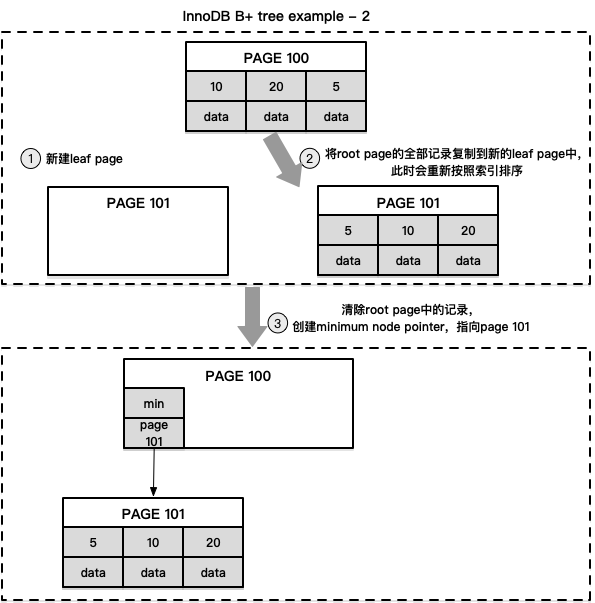 InnoDB B+ tree example - 2
PAGE 100
10 20 5
data data data
1 新建leaf page
2 将root page的全部记录复制到新的leaf page中，
此时会重新按照索引排序
PAGE 101
PAGE 101
5 10 20
data data data
3 清除root page中的记录，
创建minimum node pointer，指向page 101
PAGE 100
min
page
101
PAGE 101
5 10 20
data data data